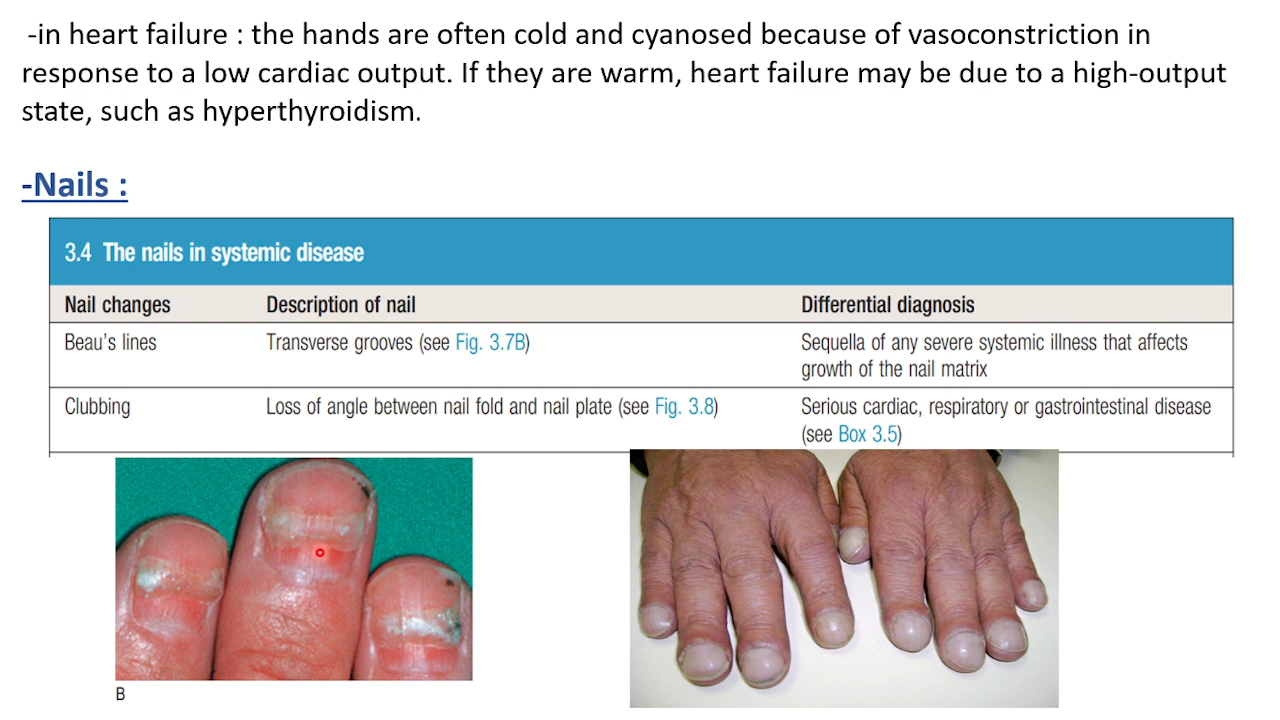 -in heart failure : the hands are often cold and cyanosed because of vasoconstriction in
response to a low cardiac output. If they are warm, heart failure may be due to a high-output
state, such as hyperthyroidism.
-Nails :
3.4 The nails in systemic disease
Nail changes Description of nail Differential diagnosis
Beau's lines Transverse grooves (see Fig. 3.7B) Sequella of any severe systemic illness that affects
growth of the nail matrix
Clubbing Loss of angle between nail fold and nail plate (see Fig. 3.8) Serious cardiac, respiratory or gastrointestinal disease
(see Box 3.5)
B